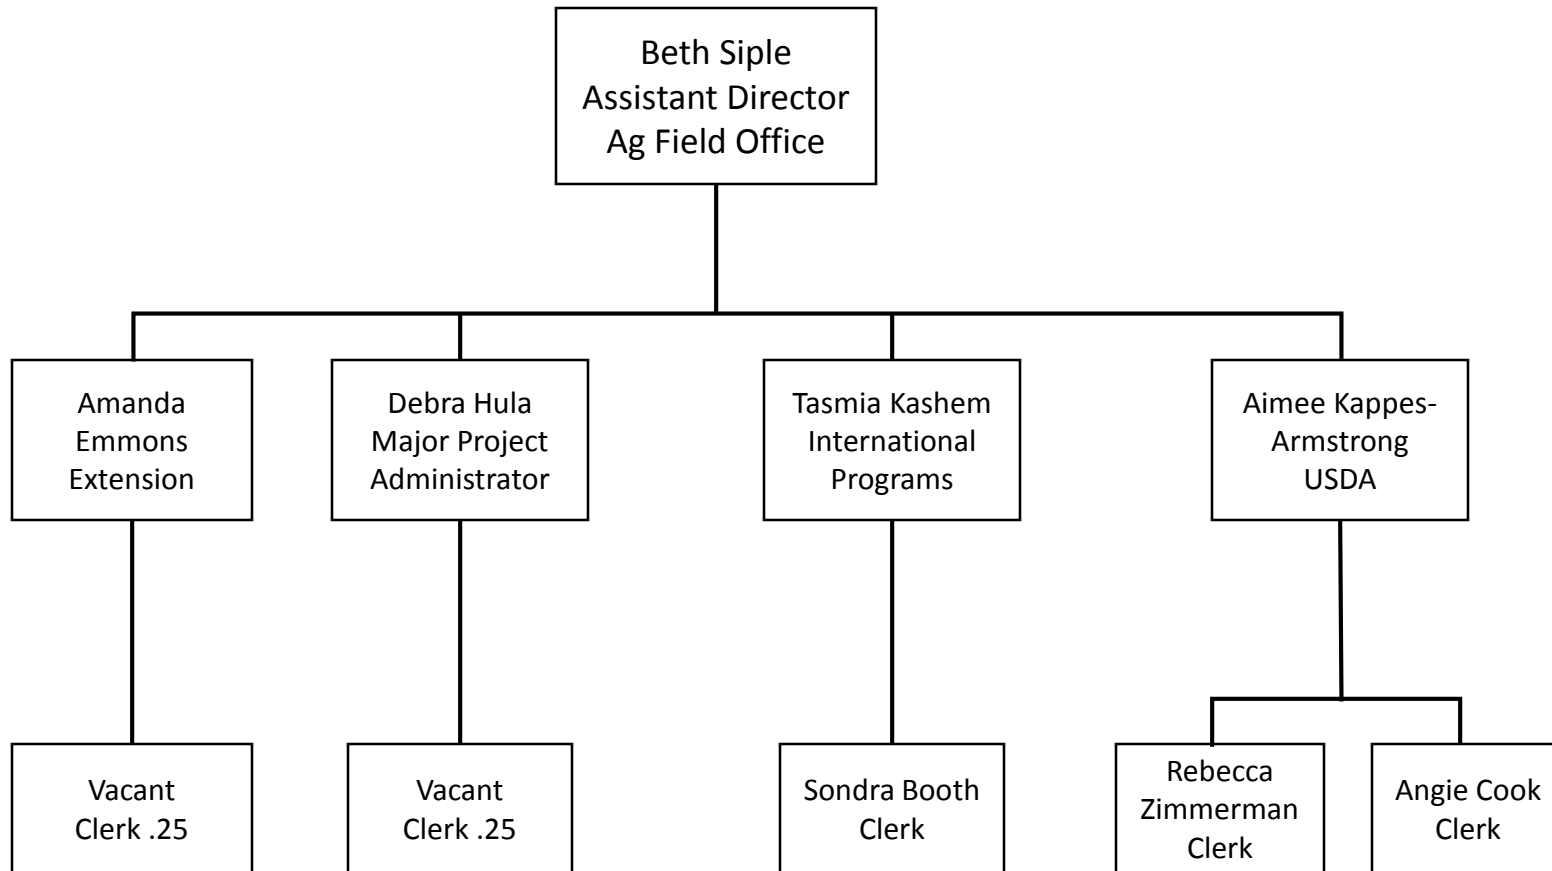 Beth Siple
Assistant Director
Ag Field Office
Amanda
Emmons
Extension
Debra Hula
Major Project
Administrator
Tasmia Kashem
International
Programs
Aimee Kappes-
Armstrong
USDA
Vacant
Clerk .25
Vacant
Clerk .25
Sondra Booth
Clerk
Rebecca
Zimmerman
Clerk
Angie Cook
Clerk